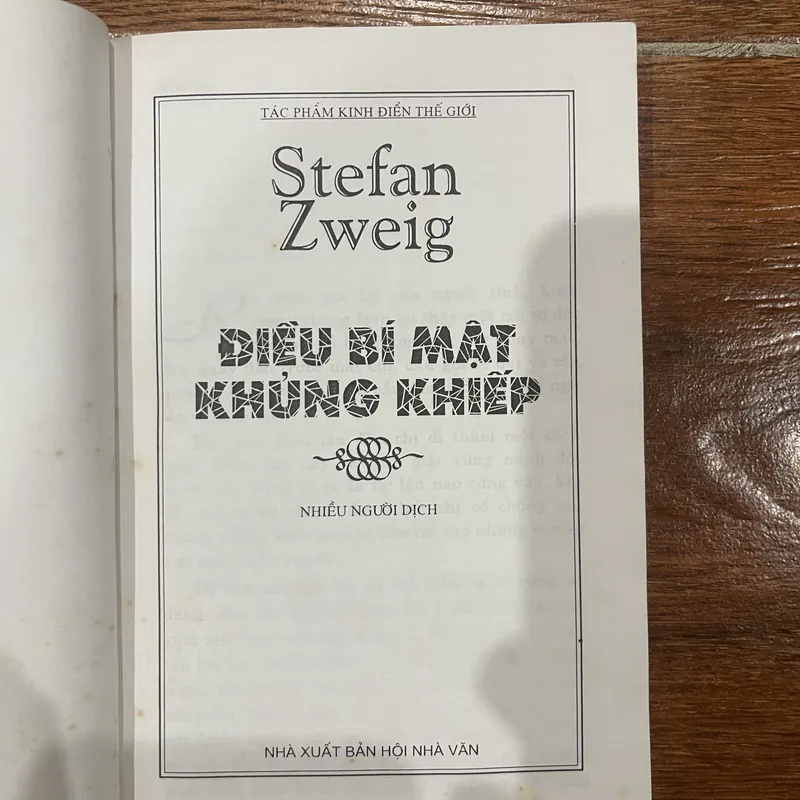 TÁC PHẨM KINH ĐIỂN THẾ GIỚI
Stefan
Zweig
ĐIỀU BÍ MẬT
KHỦNG KHIẾP
NHIỀU NGƯỜI DỊCH
NHÀ XUẤT BẢN HỘI NHÀ VĂN